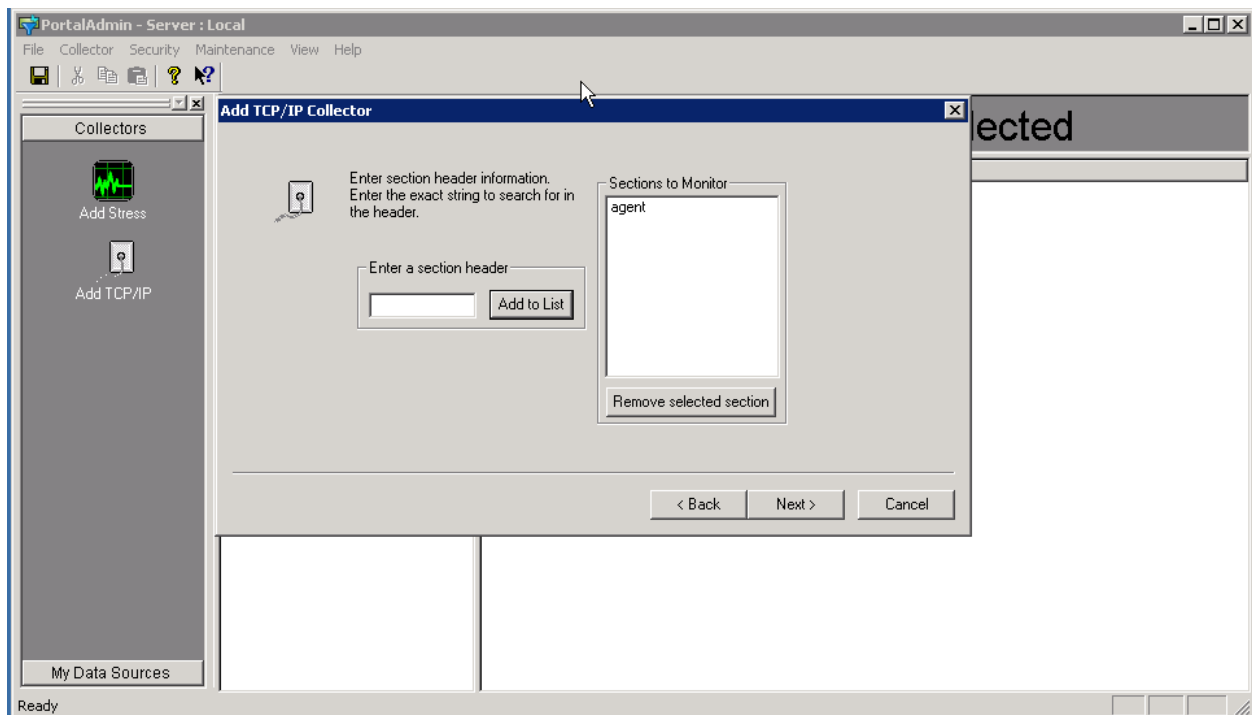 PortalAdmin - Server : Local
File Collector Security Maintenance View Help
Collectors
Add Stress
Add TCP/IP
My Data Sources
Ready
lected
Add TCP/IP Collector
Enter section header information.
Enter the exact string to search for in
the header.
Enter a section header
Add to List
Sections to Monitor
agent
Remove selected section
< Back Next > Cancel